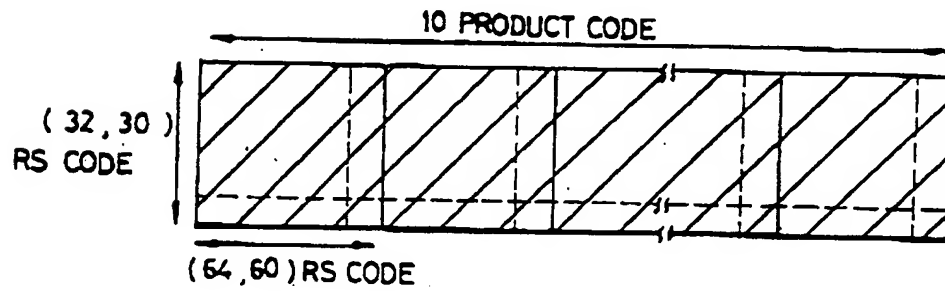 10 PRODUCT CODE
( 32, 30 )
RS CODE
(64,60) RS CODE